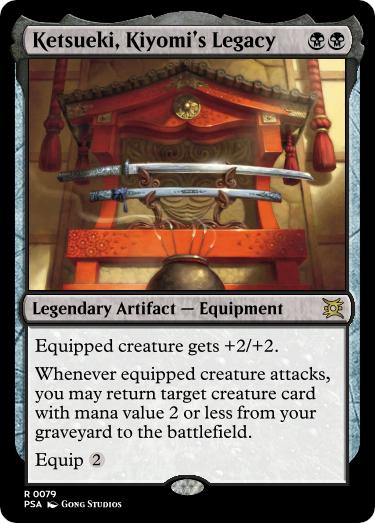 Ketsueki, Kiyomi's Legacy
Legendary Artifact — Equipment
Equipped creature gets +2/+2.
Whenever equipped creature attacks,
you may return target creature card
with mana value 2 or less from your
graveyard to the battlefield.
Equip 2
R 0079
PSA Gong Studios